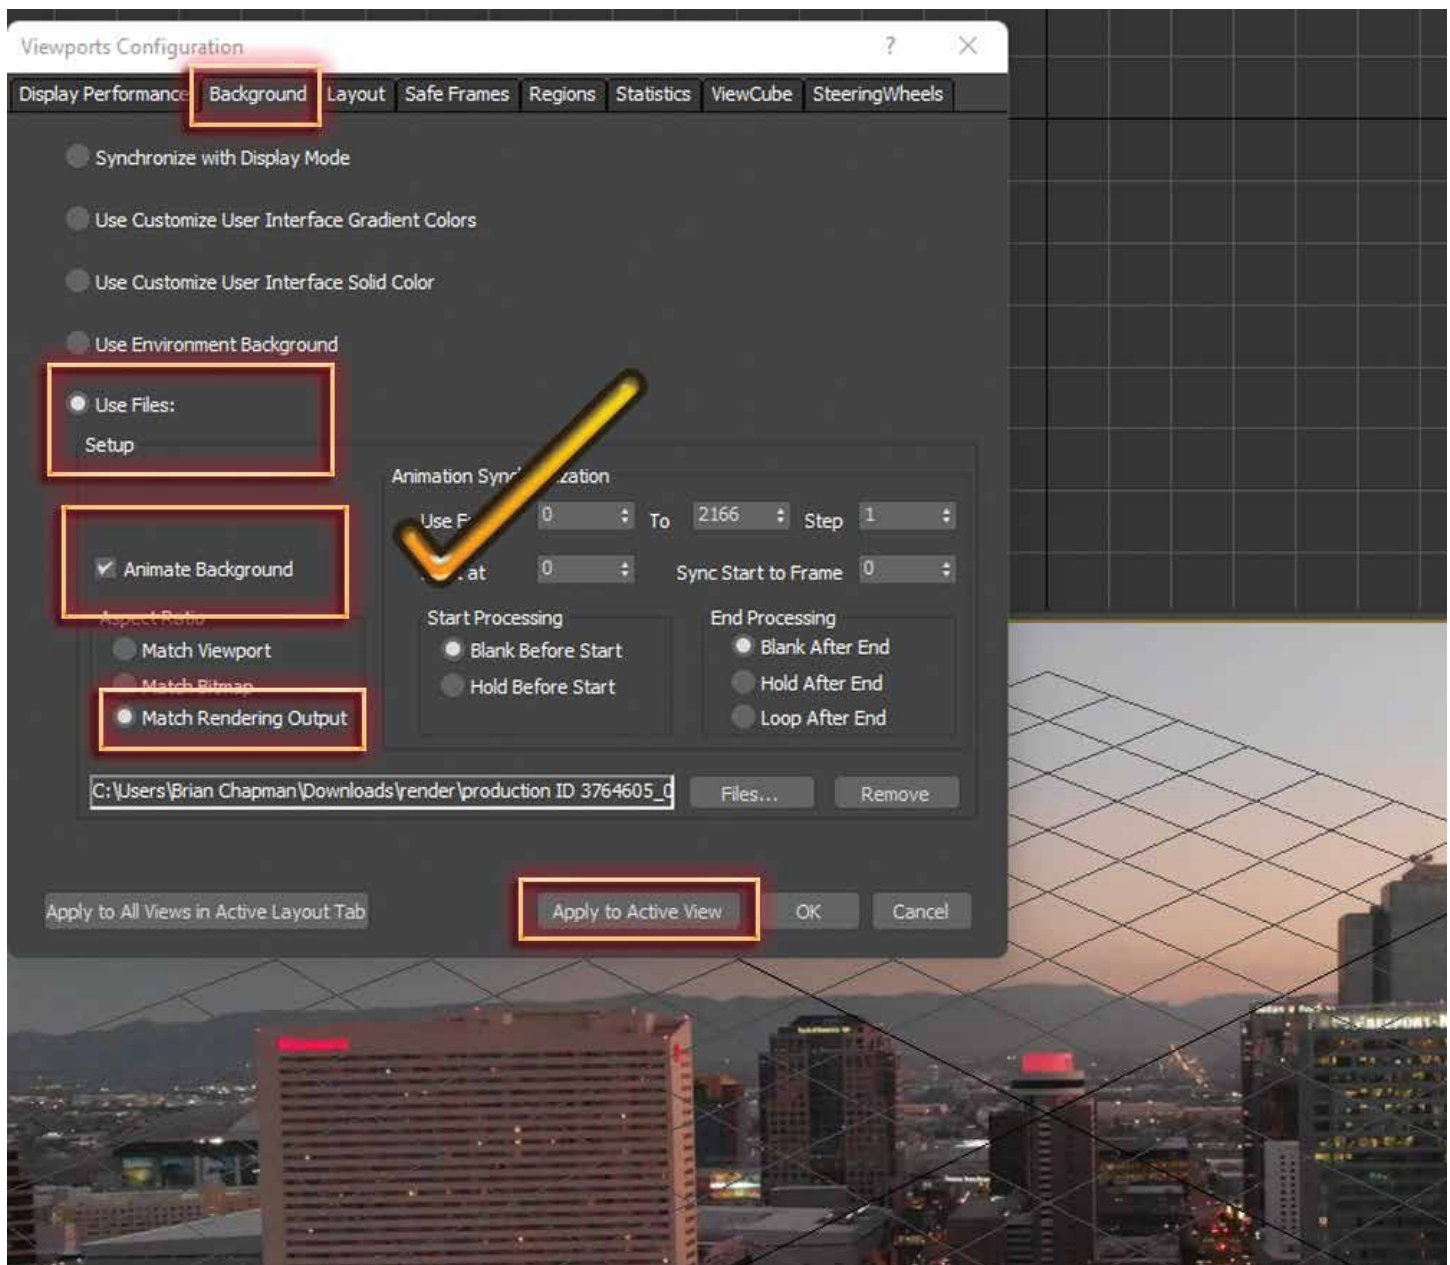 Viewports Configuration ? ×
Display Performance Background Layout Safe Frames Regions Statistics ViewCube SteeringWheels
Synchronize with Display Mode
Use Customize User Interface Gradient Colors
Use Customize User Interface Solid Color
Use Environment Background
Use Files:
Setup
Animation
Use 0 To 2166 Step 1
Animate Background
at 0 Sync Start to Frame 0
Aspect Ratio
Match Viewport
Match Bitmap
Match Rendering Output
Start Processing
Blank Before Start
Hold Before Start
End Processing
Blank After End
Hold After End
Loop After End
C:\Users\Brian Chapman\Downloads\render\production ID 3764605_0
Files... Remove
Apply to All Views in Active Layout Tab Apply to Active View OK Cancel